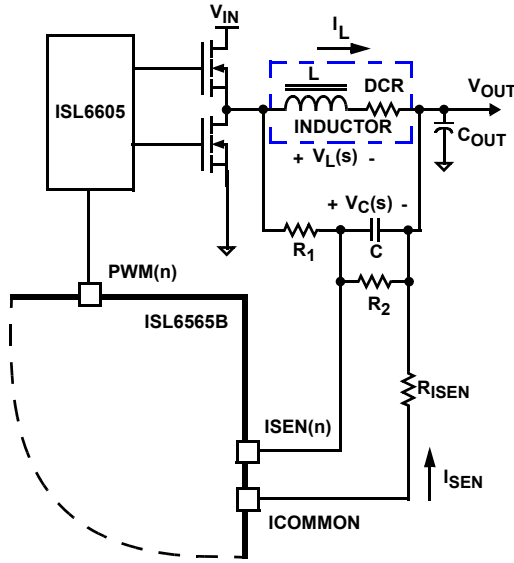 V_IN
I_L
L
DCR
V_OUT
ISL6605
INDUCTOR
C_OUT
+ V_L(s) -
+ V_C(s) -
R_1
C
PWM(n)
R_2
ISL6565B
R_ISEN
ISEN(n)
I_SEN
ICOMMON